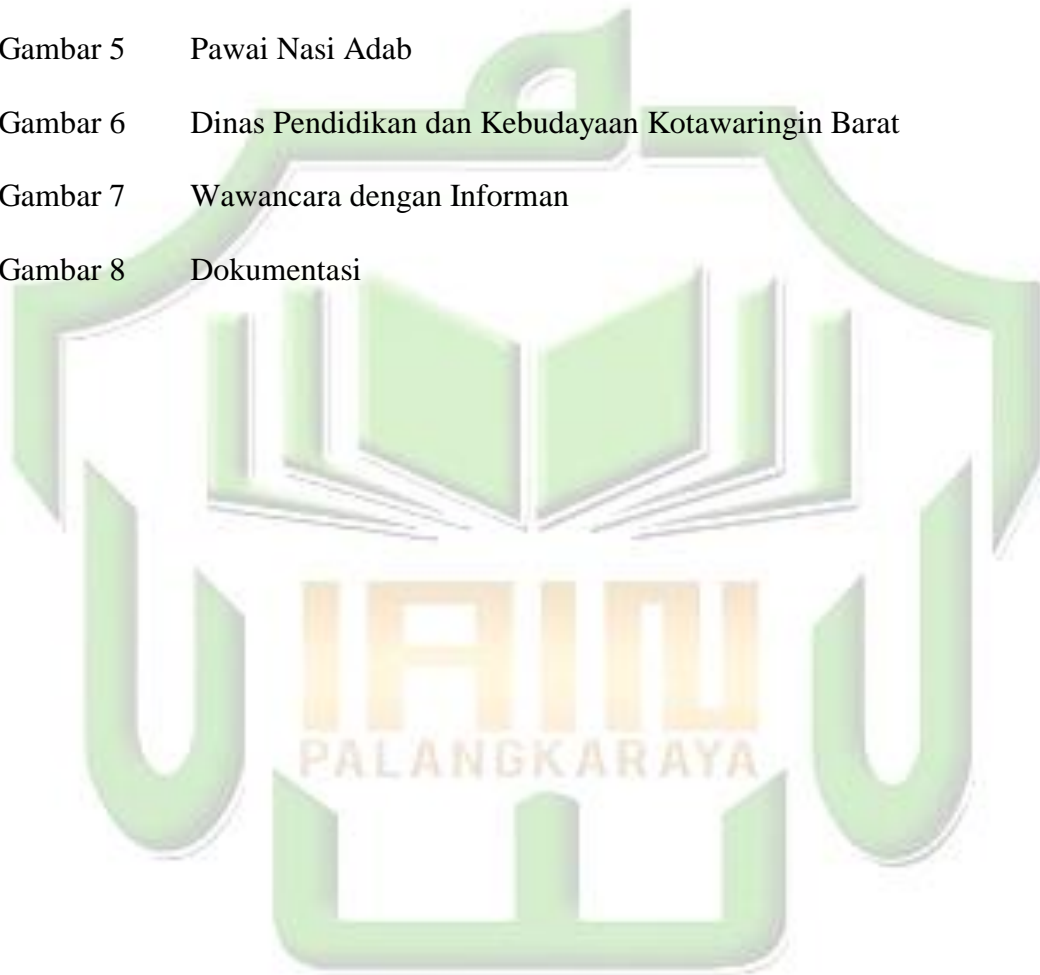 Gambar 5 Pawai Nasi Adab
Gambar 6 Dinas Pendidikan dan Kebudayaan Kotawaringin Barat
Gambar 7 Wawancara dengan Informan
Gambar 8 Dokumentasi
IAIN
PALANGKARAYA